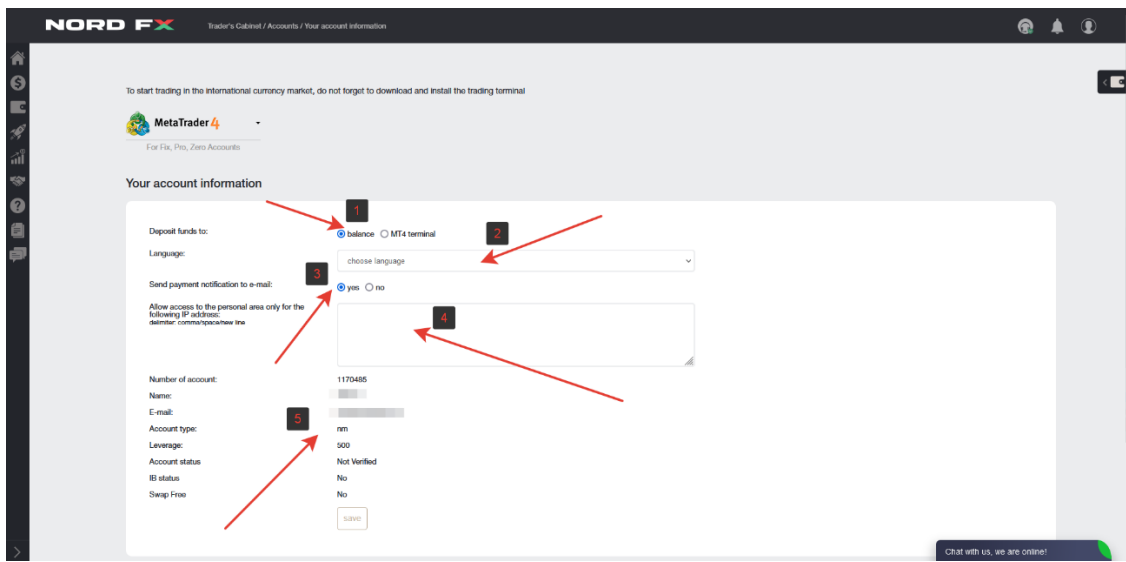 NORD FX
Trader's Cabinet / Accounts / Your account information
To start trading in the international currency market, do not forget to download and install the trading terminal
MetaTrader 4
For Fix, Pro, Zero Accounts
Your account information
1
Deposit funds to:
balance MT4 terminal
2
Language:
choose language
3
Send payment notification to e-mail:
yes no
Allow access to the personal area only for the
following IP address:
delimiter: comma/space/new line
4
Number of account: 1170485
Name:
E-mail:
5
Account type: nm
Leverage: 500
Account status Not Verified
IB status No
Swap Free No
save
Chat with us, we are online!